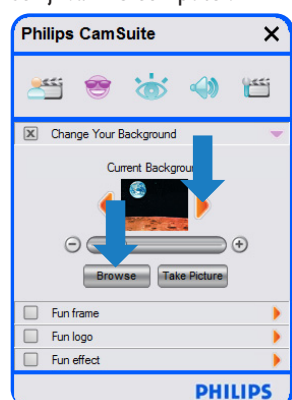 Philips CamSuite
Change Your Background
Current Background
Browse Take Picture
Fun frame
Fun logo
Fun effect
PHILIPS